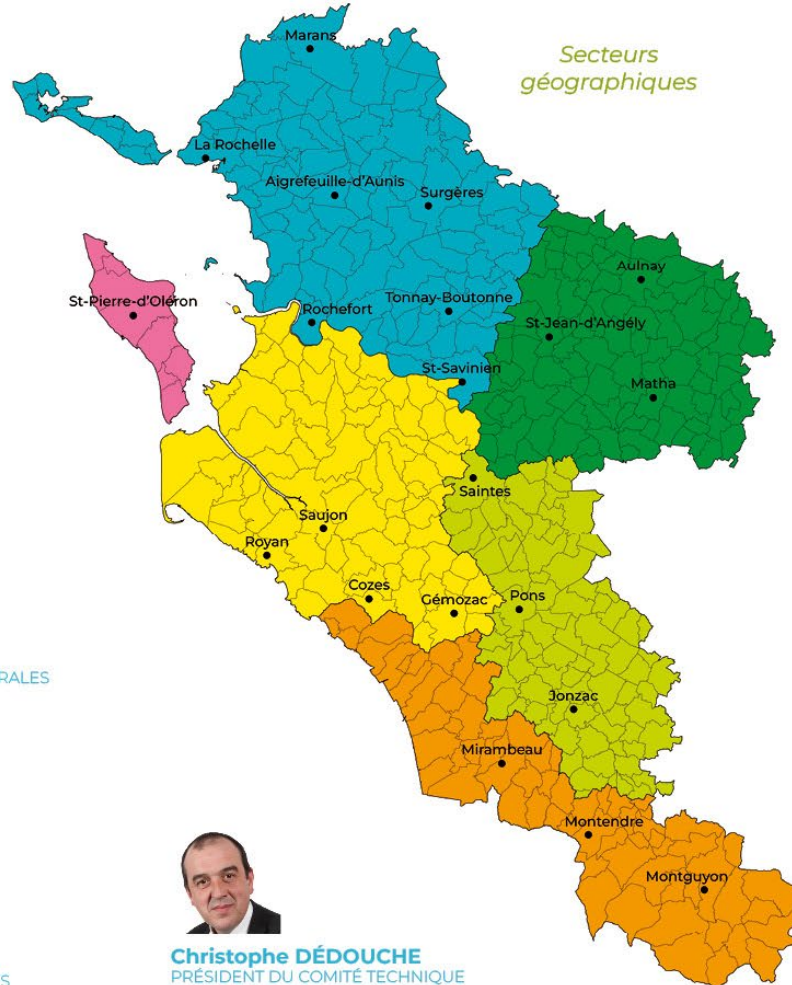 Secteurs
géographiques
Marans
La Rochelle
Aigrefeuille-d'Aunis
Surgères
Aulnay
St-Pierre-d'Oléron
Rochefort
Tonnay-Boutonne
St-Jean-d'Angély
St-Savinien
Matha
Saintes
Saujon
Royan
Cozes
Gémozac
Pons
RALES
Jonzac
Mirambeau
Montendre
Montguyon
Christophe DÉDOUCHE
PRÉSIDENT DU COMITÉ TECHNIQUE
S